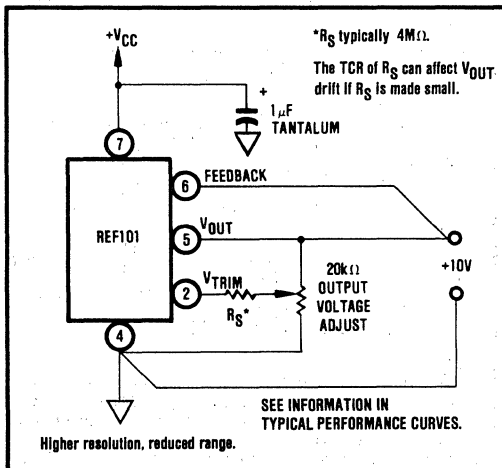 +VCC
*RS typically 4MΩ.
The TCR of RS can affect VOUT
drift if RS is made small.
+
1µF
TANTALUM
7
6 FEEDBACK
REF101
5 VOUT
2 VTRIM
RS*
20kΩ
OUTPUT
VOLTAGE
ADJUST
+10V
4
SEE INFORMATION IN
TYPICAL PERFORMANCE CURVES.
Higher resolution, reduced range.